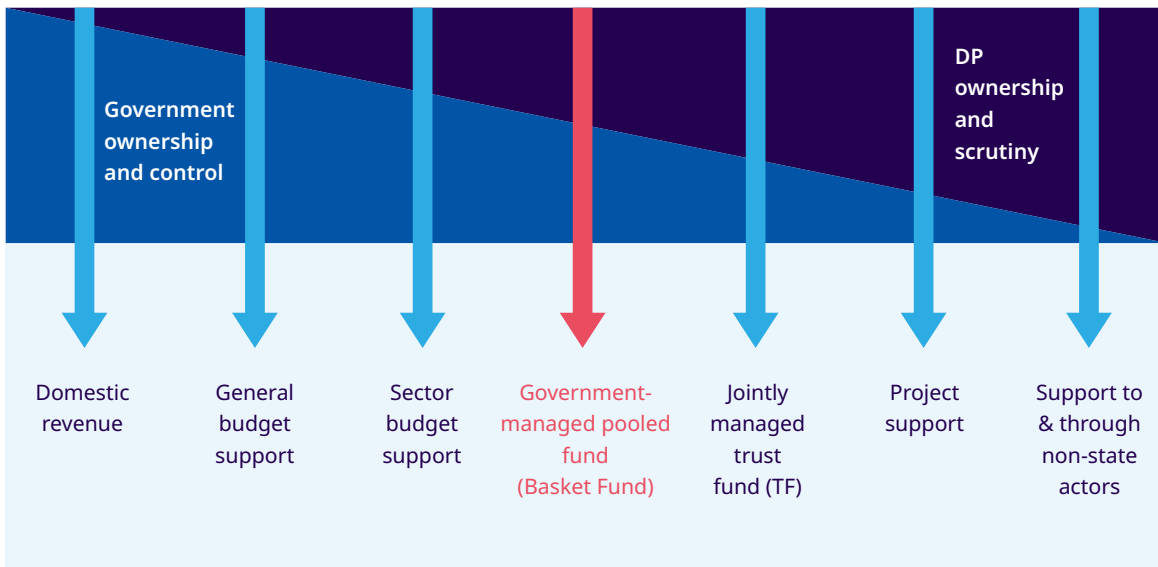 Government
ownership
and control
DP
ownership
and
scrutiny
Domestic
revenue
General
budget
support
Sector
budget
support
Government-
managed pooled
fund
(Basket Fund)
Jointly
managed
trust
fund (TF)
Project
support
Support to
& through
non-state
actors